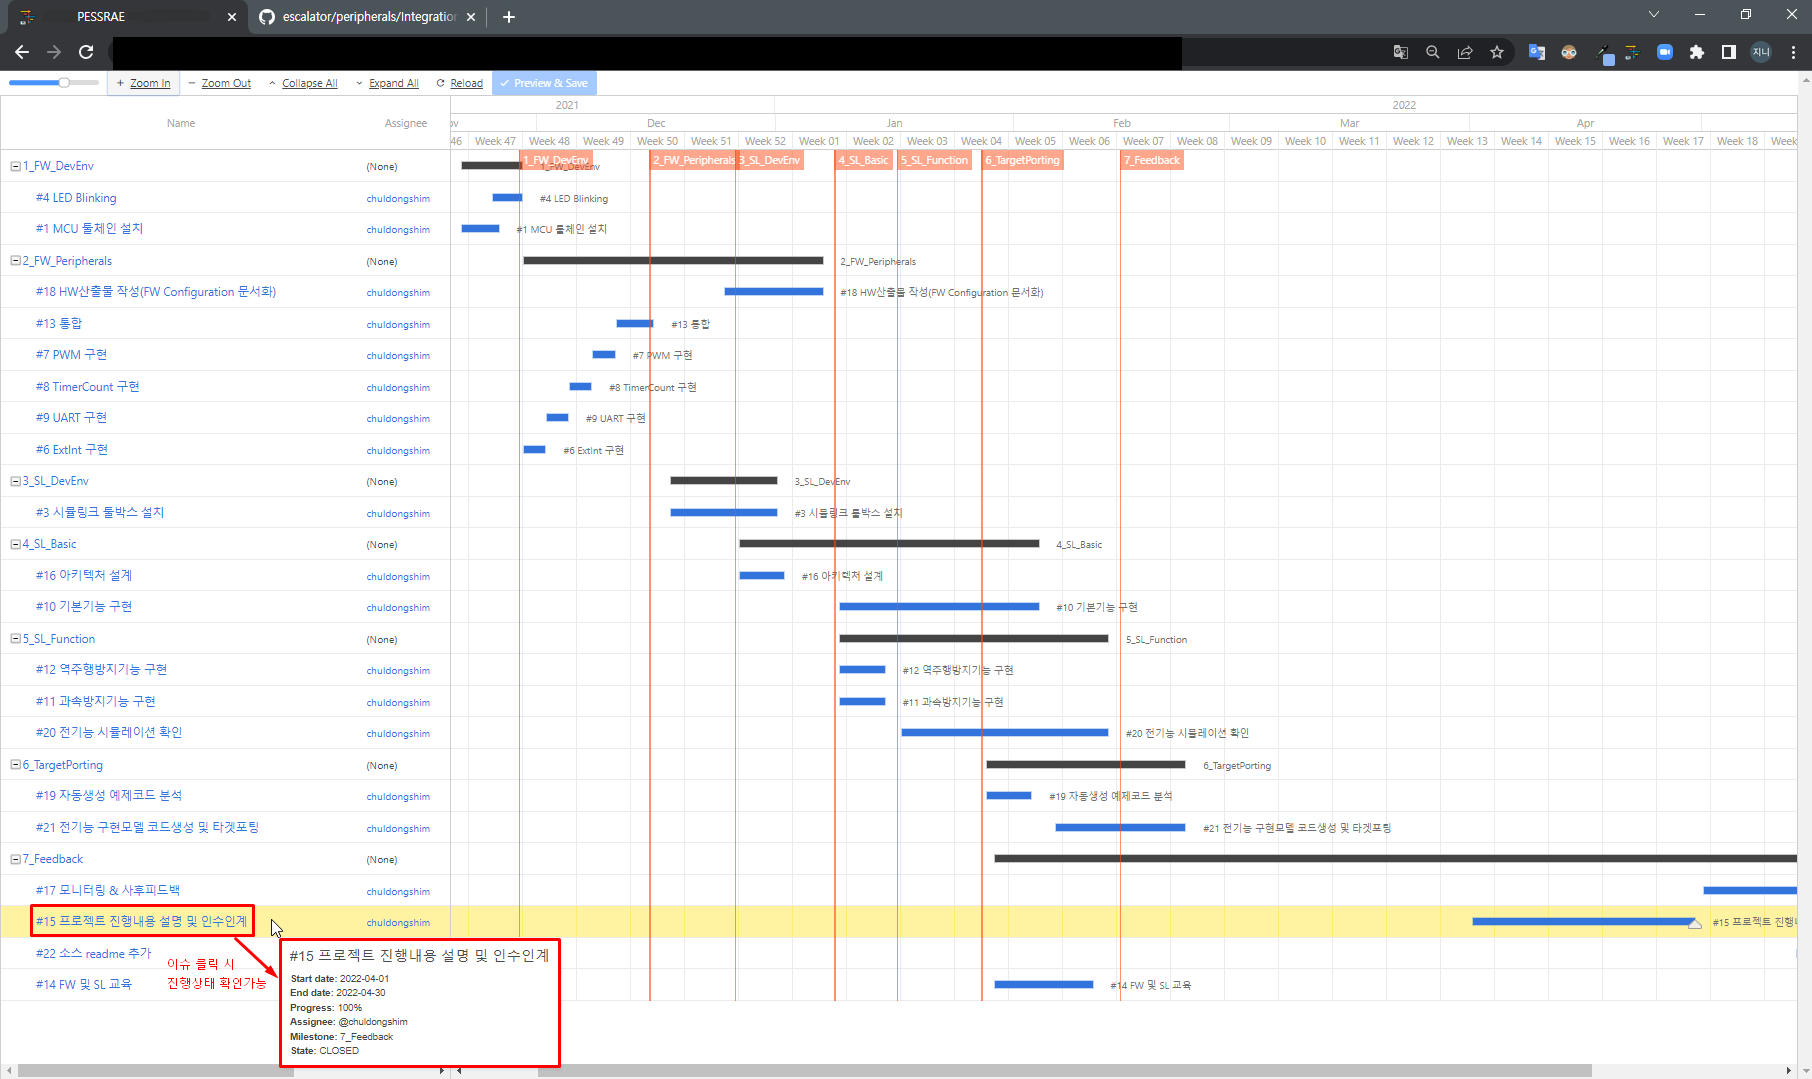 PESSRAE
escalator/peripherals/Integration
지니
Zoom In
Zoom Out
Collapse All
Expand All
Reload
Preview & Save
2021
2022
Name
Assignee
Dec
Jan
Feb
Mar
Apr
46 Week 47 Week 48 Week 49 Week 50 Week 51 Week 52 Week 01 Week 02 Week 03 Week 04 Week 05 Week 06 Week 07 Week 08 Week 09 Week 10 Week 11 Week 12 Week 13 Week 14 Week 15 Week 16 Week 17 Week 18 Week
1_FW_DevEnv 2_FW_Peripherals 3_SL_DevEnv 4_SL_Basic 5_SL_Function 6_TargetPorting 7_Feedback
1_FW_DevEnv (None) 1_FW_DevEnv
#4 LED Blinking chuldongshim #4 LED Blinking
#1 MCU 툴체인 설치 chuldongshim #1 MCU 툴체인 설치
2_FW_Peripherals (None) 2_FW_Peripherals
#18 HW산출물 작성(FW Configuration 문서화) chuldongshim #18 HW산출물 작성(FW Configuration 문서화)
#13 통합 chuldongshim #13 통합
#7 PWM 구현 chuldongshim #7 PWM 구현
#8 TimerCount 구현 chuldongshim #8 TimerCount 구현
#9 UART 구현 chuldongshim #9 UART 구현
#6 ExtInt 구현 chuldongshim #6 ExtInt 구현
3_SL_DevEnv (None) 3_SL_DevEnv
#3 시뮬링크 툴박스 설치 chuldongshim #3 시뮬링크 툴박스 설치
4_SL_Basic (None) 4_SL_Basic
#16 아키텍처 설계 chuldongshim #16 아키텍처 설계
#10 기본기능 구현 chuldongshim #10 기본기능 구현
5_SL_Function (None) 5_SL_Function
#12 역주행방지기능 구현 chuldongshim #12 역주행방지기능 구현
#11 과속방지기능 구현 chuldongshim #11 과속방지기능 구현
#20 전기능 시뮬레이션 확인 chuldongshim #20 전기능 시뮬레이션 확인
6_TargetPorting (None) 6_TargetPorting
#19 자동생성 예제코드 분석 chuldongshim #19 자동생성 예제코드 분석
#21 전기능 구현모델 코드생성 및 타겟포팅 chuldongshim #21 전기능 구현모델 코드생성 및 타겟포팅
7_Feedback (None)
#17 모니터링 & 사후피드백 chuldongshim
#15 프로젝트 진행내용 설명 및 인수인계 chuldongshim #15 프로젝트 진행
#22 소스 readme 추가
#14 FW 및 SL 교육 #14 FW 및 SL 교육
이슈 클릭 시
진행상태 확인가능
#15 프로젝트 진행내용 설명 및 인수인계
Start date: 2022-04-01
End date: 2022-04-30
Progress: 100%
Assignee: @chuldongshim
Milestone: 7_Feedback
State: CLOSED